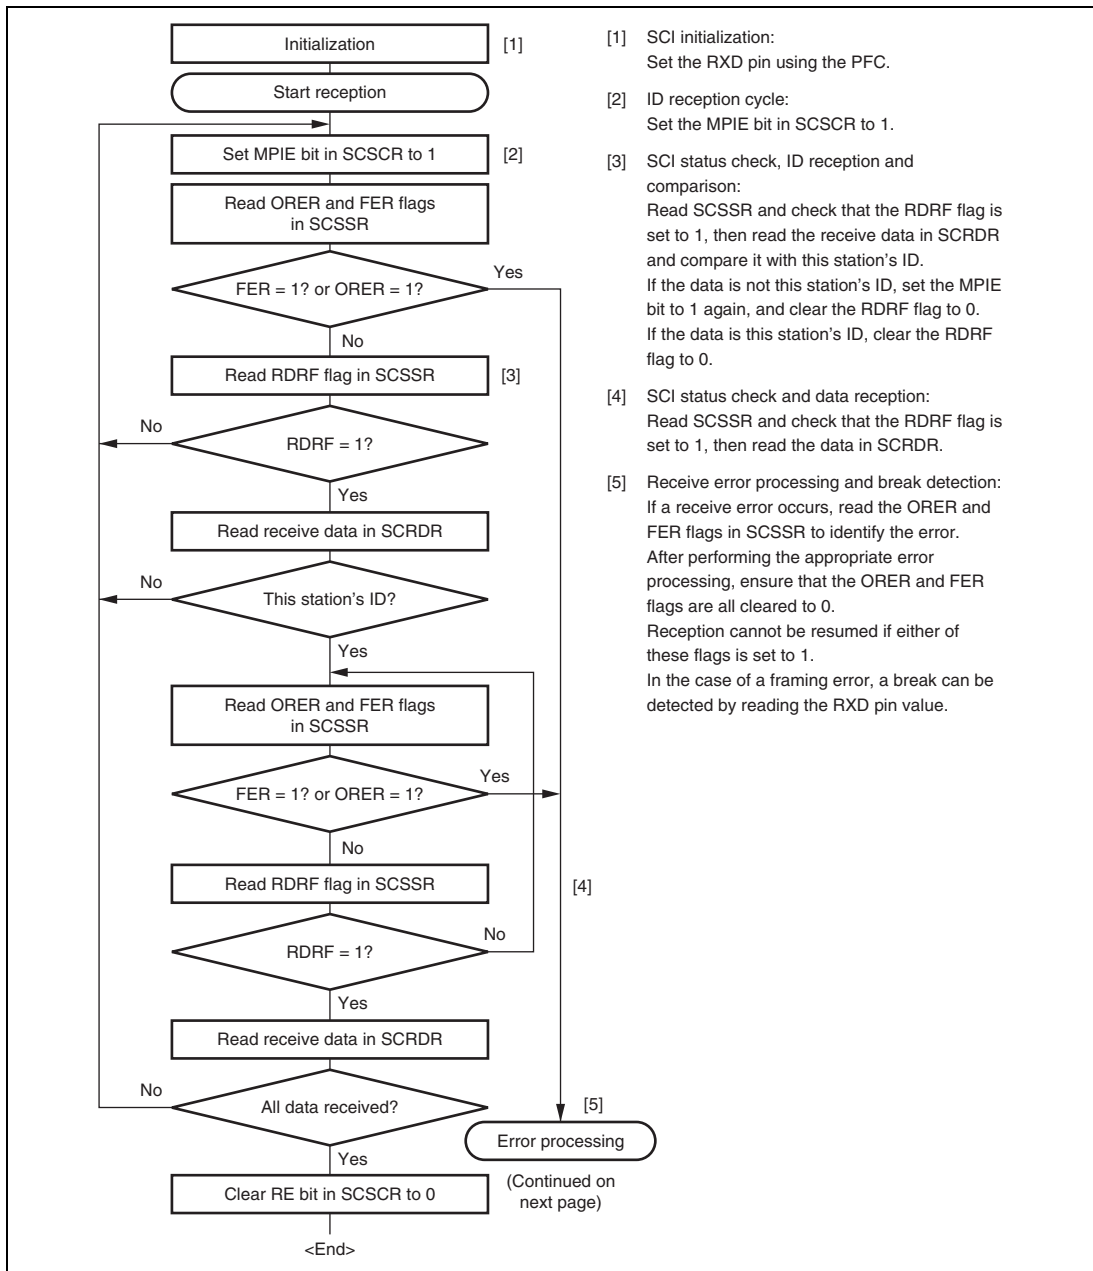 Initialization
[1]
Start reception
Set MPIE bit in SCSCR to 1
[2]
Read ORER and FER flags
in SCSSR
FER = 1? or ORER = 1?
Yes
No
Read RDRF flag in SCSSR
[3]
No
RDRF = 1?
Yes
Read receive data in SCRDR
No
This station's ID?
Yes
Read ORER and FER flags
in SCSSR
FER = 1? or ORER = 1?
Yes
No
Read RDRF flag in SCSSR
[4]
RDRF = 1?
No
Yes
Read receive data in SCRDR
No
All data received?
[5]
Error processing
Yes
(Continued on
next page)
Clear RE bit in SCSCR to 0
<End>
[1] SCI initialization:
Set the RXD pin using the PFC.
[2] ID reception cycle:
Set the MPIE bit in SCSCR to 1.
[3] SCI status check, ID reception and
comparison:
Read SCSSR and check that the RDRF flag is
set to 1, then read the receive data in SCRDR
and compare it with this station's ID.
If the data is not this station's ID, set the MPIE
bit to 1 again, and clear the RDRF flag to 0.
If the data is this station's ID, clear the RDRF
flag to 0.
[4] SCI status check and data reception:
Read SCSSR and check that the RDRF flag is
set to 1, then read the data in SCRDR.
[5] Receive error processing and break detection:
If a receive error occurs, read the ORER and
FER flags in SCSSR to identify the error.
After performing the appropriate error
processing, ensure that the ORER and FER
flags are all cleared to 0.
Reception cannot be resumed if either of
these flags is set to 1.
In the case of a framing error, a break can be
detected by reading the RXD pin value.